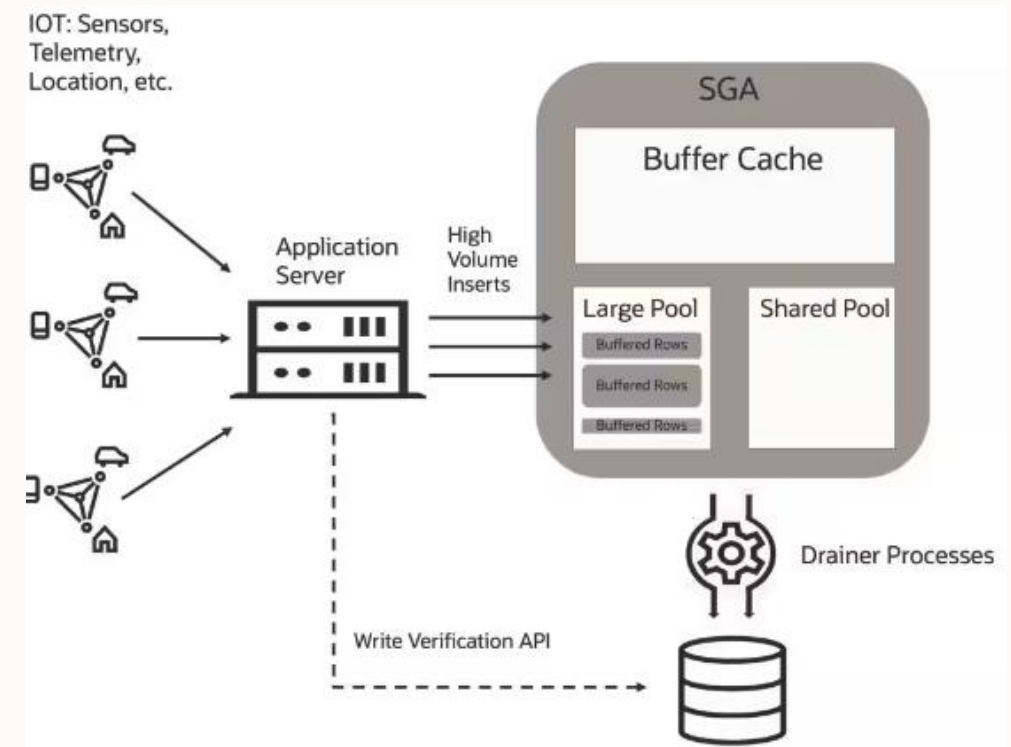 IOT: Sensors,
Telemetry,
Location, etc.
Application
Server
High
Volume
Inserts
SGA
Buffer Cache
Large Pool
Buffered Rows
Buffered Rows
Buffered Rows
Shared Pool
Drainer Processes
Write Verification API